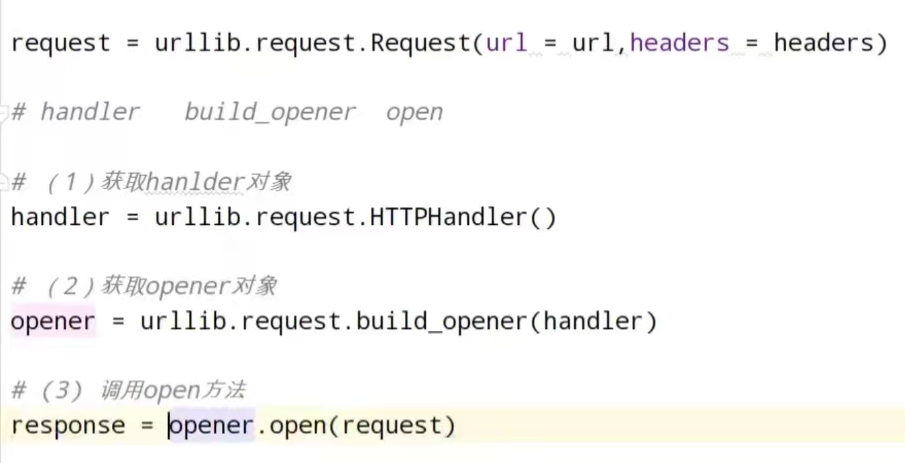 request = urllib.request.Request(url = url,headers = headers)
# handler   build_opener  open
# （1）获取hanlder对象
handler = urllib.request.HTTPHandler()
# （2）获取opener对象
opener = urllib.request.build_opener(handler)
# (3) 调用open方法
response = opener.open(request)